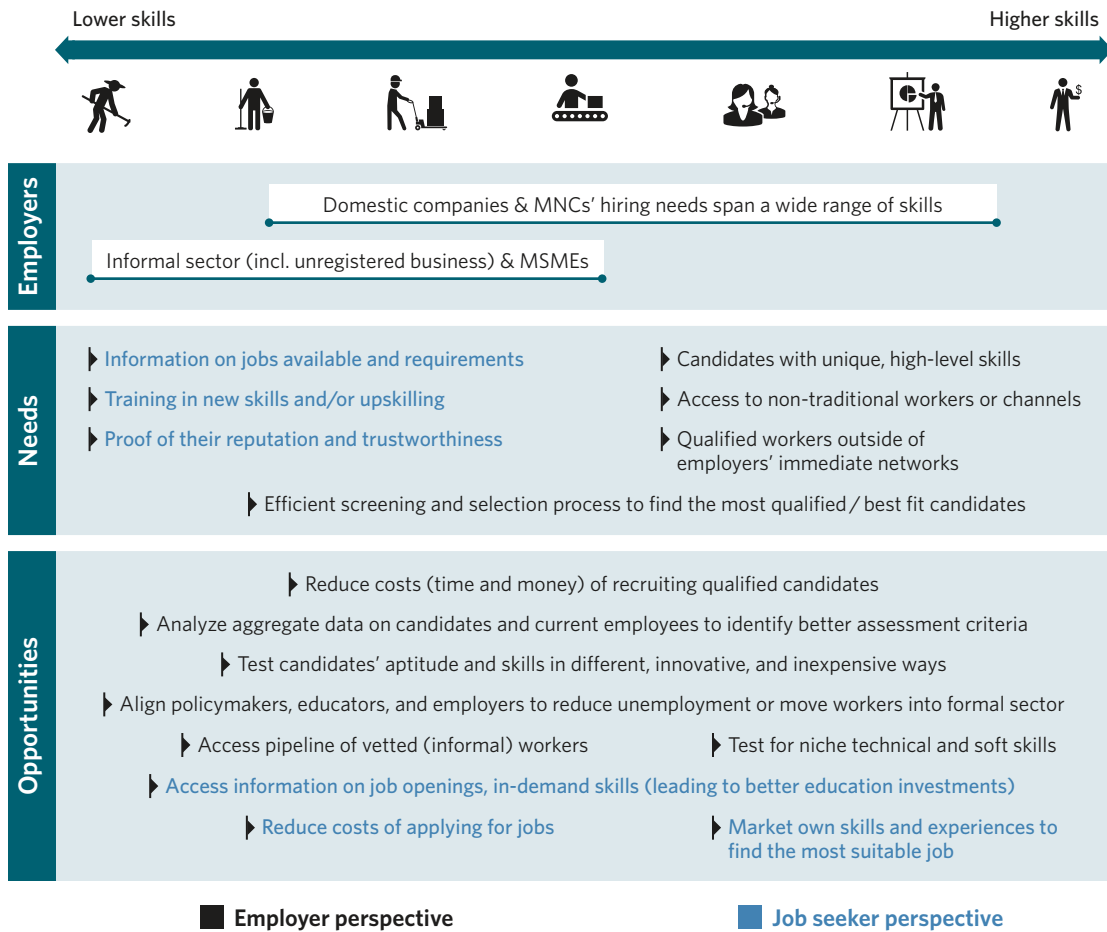 Lower skills
Higher skills
$
Employers
Domestic companies & MNCs' hiring needs span a wide range of skills
Informal sector (incl. unregistered business) & MSMEs
Needs
Information on jobs available and requirements
Training in new skills and/or upskilling
Proof of their reputation and trustworthiness
Candidates with unique, high-level skills
Access to non-traditional workers or channels
Qualified workers outside of
employers' immediate networks
Efficient screening and selection process to find the most qualified / best fit candidates
Opportunities
Reduce costs (time and money) of recruiting qualified candidates
Analyze aggregate data on candidates and current employees to identify better assessment criteria
Test candidates' aptitude and skills in different, innovative, and inexpensive ways
Align policymakers, educators, and employers to reduce unemployment or move workers into formal sector
Access pipeline of vetted (informal) workers
Test for niche technical and soft skills
Access information on job openings, in-demand skills (leading to better education investments)
Reduce costs of applying for jobs
Market own skills and experiences to
find the most suitable job
Employer perspective
Job seeker perspective